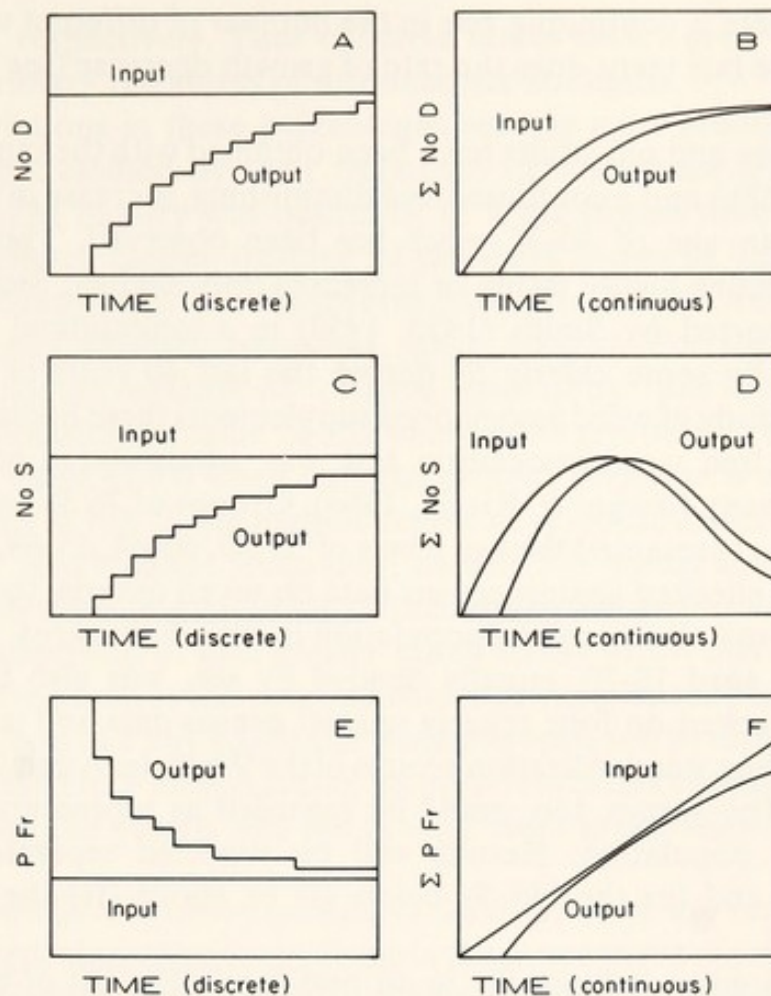 A
Input
Output
No D
TIME (discrete)
B
Input
Output
Σ No D
TIME (continuous)
C
Input
Output
No S
TIME (discrete)
D
Input
Output
Σ No S
TIME (continuous)
E
Output
Input
P Fr
TIME (discrete)
F
Input
Output
Σ P Fr
TIME (continuous)